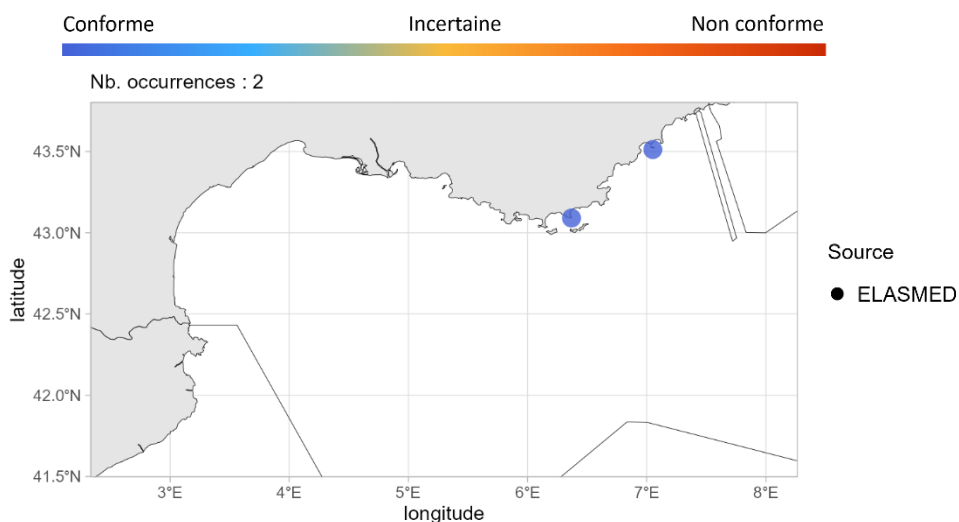 Conforme Incertaine Non conforme
Nb. occurrences : 2
43.5°N
43.0°N
42.5°N
42.0°N
41.5°N
latitude
3°E 4°E 5°E 6°E 7°E 8°E
longitude
Source
ELASMED